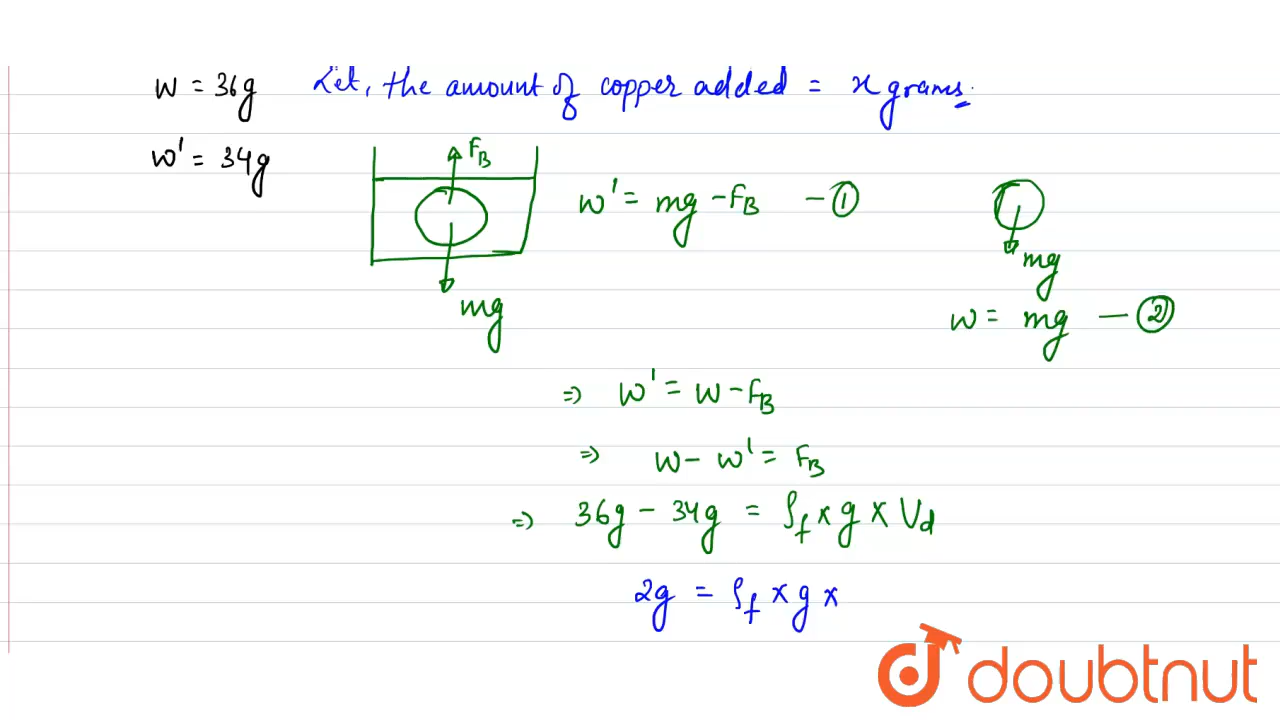 W = 36g Let, the amount of copper added = x grams.
W' = 34g
F_B
mg
W' = mg - F_B - ①
mg
W = mg - ②
⇒ W' = W - F_B
⇒ W - W' = F_B
⇒ 36g - 34g = ρ_f × g × V_d
2g = ρ_f × g ×
doubtnut